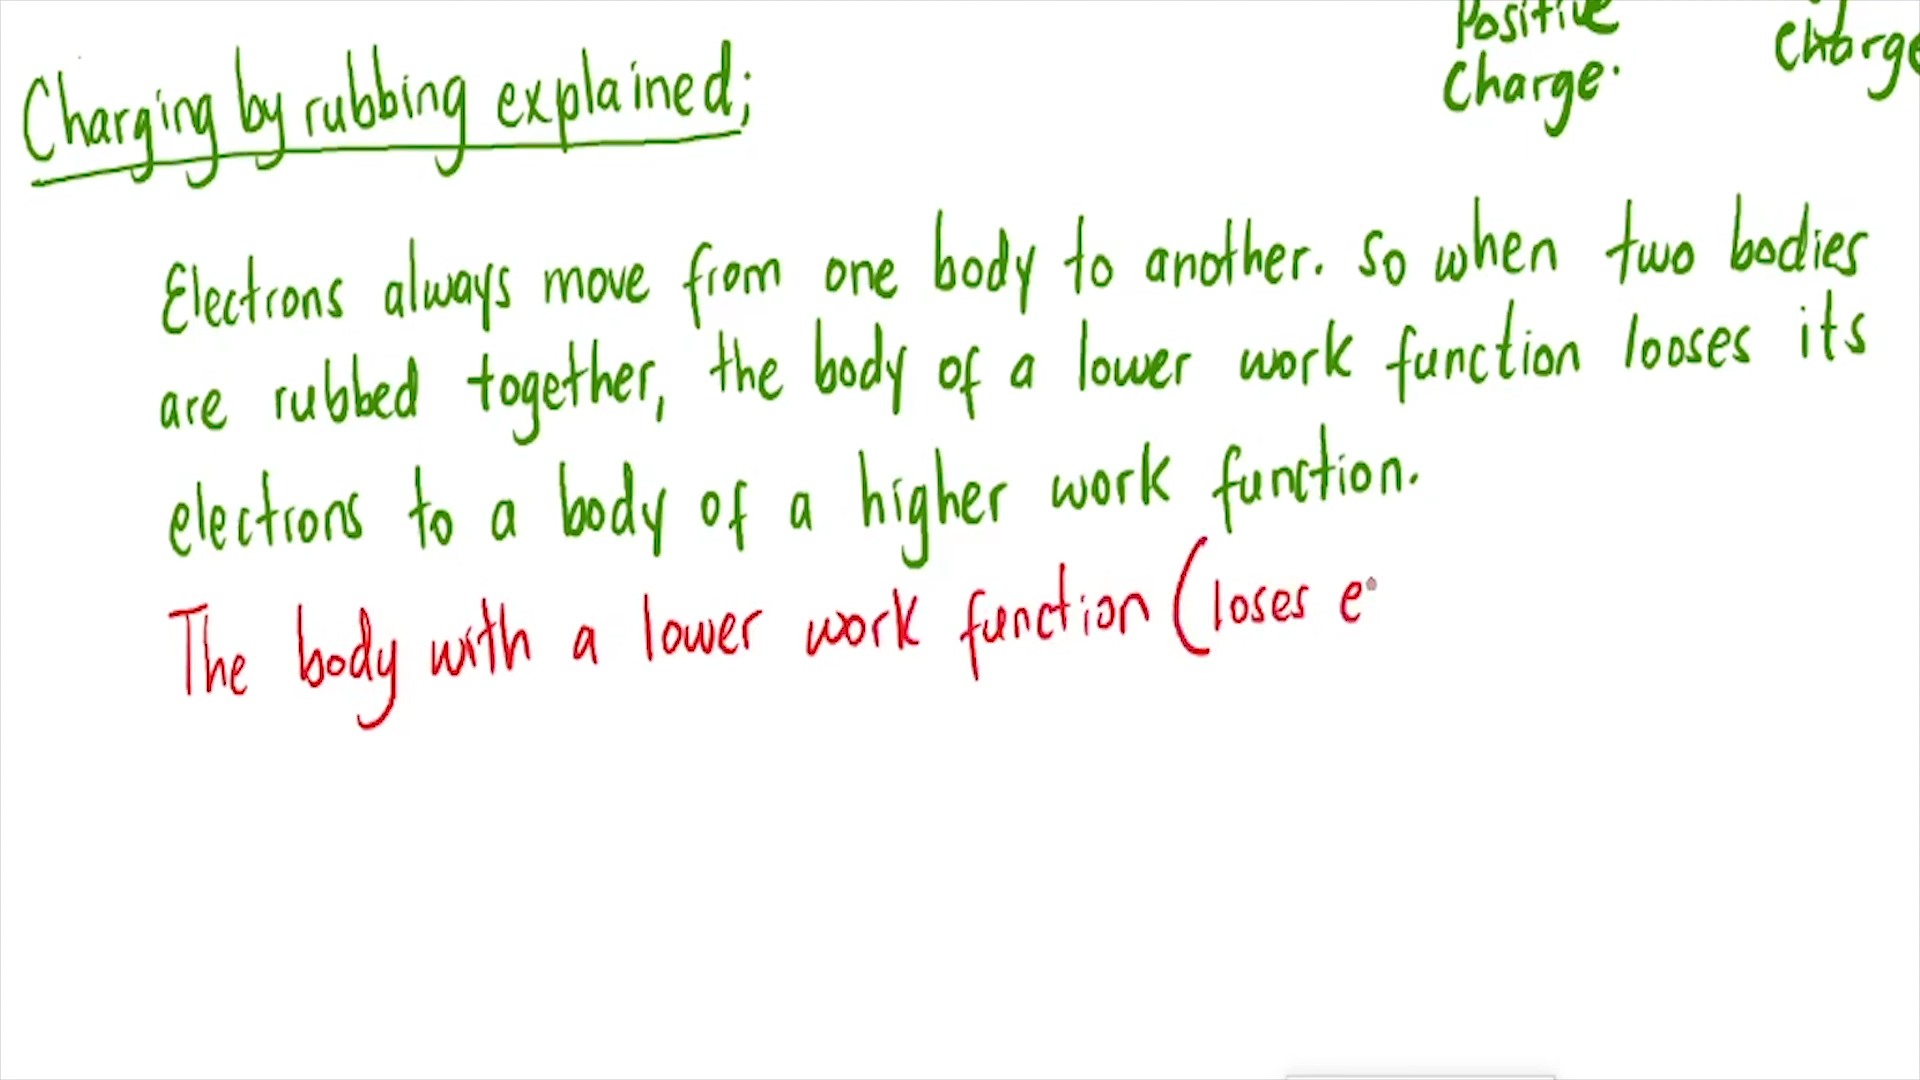 Positive
Charge.
Charge
Charging by rubbing explained;
Electrons always move from one body to another. So when two bodies
are rubbed together, the body of a lower work function looses its
electrons to a body of a higher work function.
The body with a lower work function (loses e